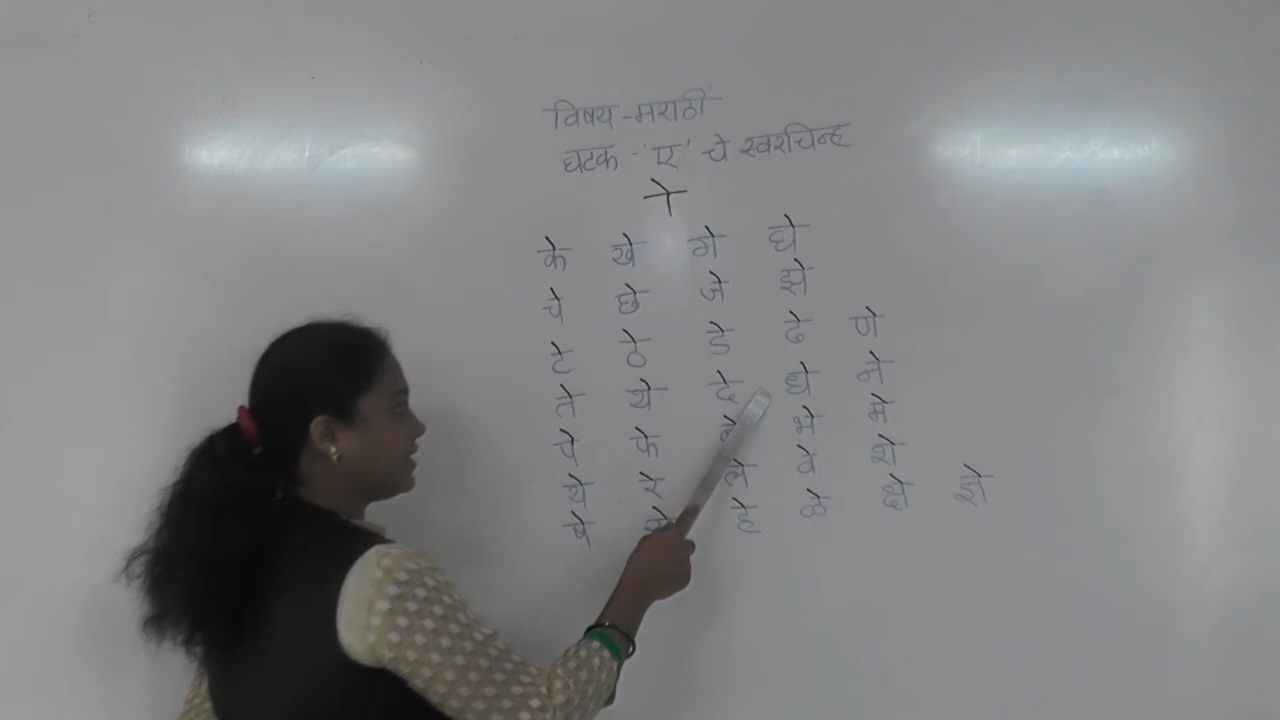 विषय - मराठी
घटक - 'ए' चे स्वरचिन्ह
े
के खे गे घे
चे छे जे झे
टे ठे डे ढे णे
ते थे दे धे ने
पे फे बे भे मे
ये रे ले वे शे
षे से हे ळे क्षे ज्ञे